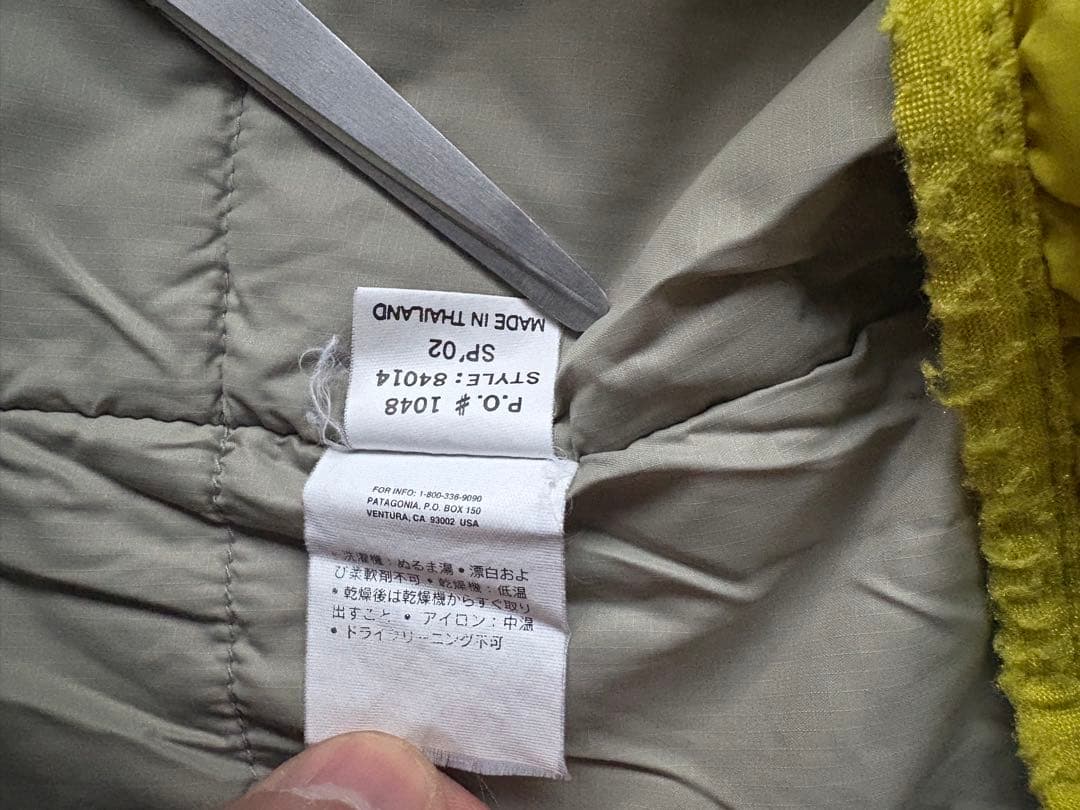 P.O. # 1048
STYLE: 84014
SP'02
MADE IN THAILAND
FOR INFO: 1-800-336-9090
PATAGONIA, P.O. BOX 150
VENTURA, CA 93002 USA
• 洗濯機：ぬるま湯 • 漂白およ
び柔軟剤不可 • 乾燥機：低温
• 乾燥後は乾燥機からすぐ取り
出すこと • アイロン：中温
• ドライクリーニング不可